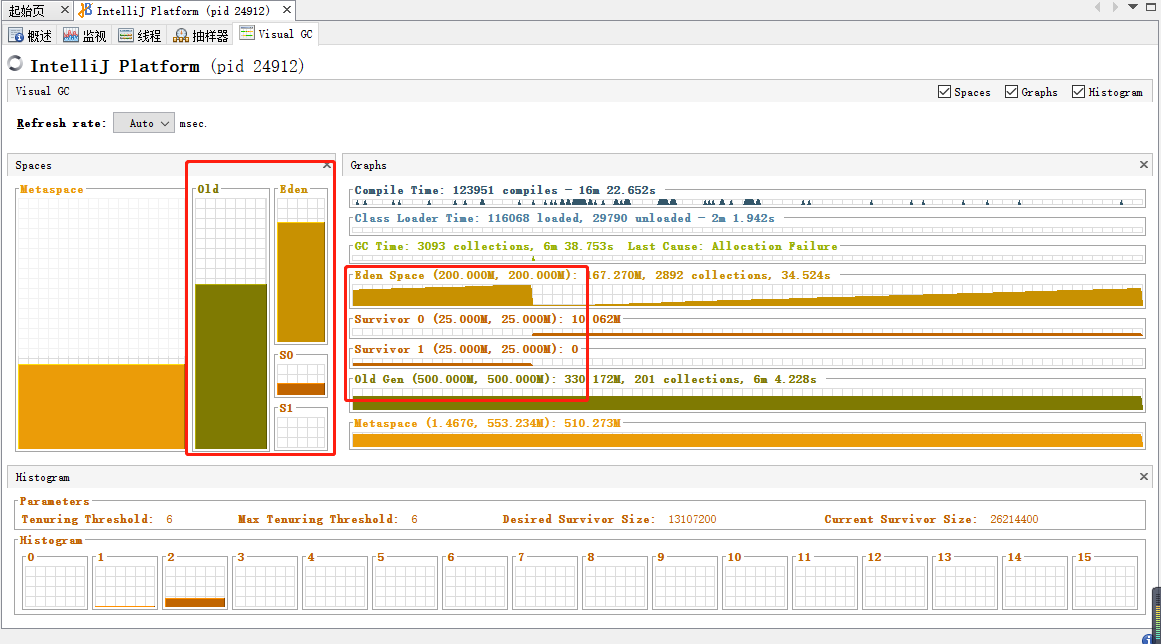 起始页 × IntelliJ Platform (pid 24912) ×
概述 监视 线程 抽样器 Visual GC
IntelliJ Platform (pid 24912)
Visual GC Spaces Graphs Histogram
Refresh rate: Auto msec.
Spaces ×
Metaspace
Old
Eden
S0
S1
Graphs ×
Compile Time: 123951 compiles - 16m 22.652s
Class Loader Time: 116068 loaded, 29790 unloaded - 2m 1.942s
GC Time: 3093 collections, 6m 38.753s Last Cause: Allocation Failure
Eden Space (200.000M, 200.000M): 167.270M, 2892 collections, 34.524s
Survivor 0 (25.000M, 25.000M): 10.062M
Survivor 1 (25.000M, 25.000M): 0
Old Gen (500.000M, 500.000M): 330.172M, 201 collections, 6m 4.228s
Metaspace (1.467G, 553.234M): 510.273M
Histogram ×
Parameters
Tenuring Threshold: 6 Max Tenuring Threshold: 6 Desired Survivor Size: 13107200 Current Survivor Size: 26214400
Histogram
0 1 2 3 4 5 6 7 8 9 10 11 12 13 14 15